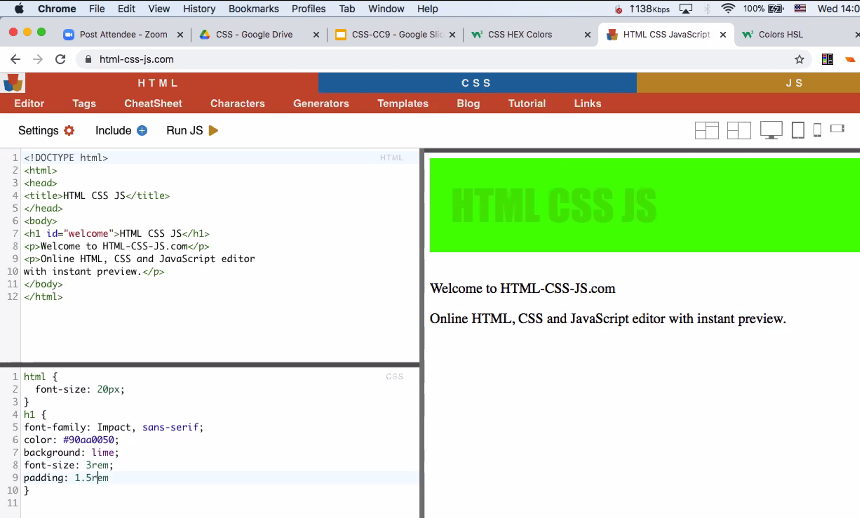 Chrome File Edit View History Bookmarks Profiles Tab Window Help 1138Kbps 100% Wed 14:0
Post Attendee - Zoom CSS - Google Drive CSS-CC9 - Google Slic CSS HEX Colors HTML CSS JavaScript Colors HSL
html-css-js.com
HTML CSS JS
Editor Tags CheatSheet Characters Generators Templates Blog Tutorial Links
Settings Include Run JS
HTML
1 <!DOCTYPE html>
2 <html>
3 <head>
4 <title>HTML CSS JS</title>
5 </head>
6 <body>
7 <h1 id="welcome">HTML CSS JS</h1>
8 <p>Welcome to HTML-CSS-JS.com</p>
9 <p>Online HTML, CSS and JavaScript editor
10 with instant preview.</p>
11 </body>
12 </html>
CSS
1 html {
2 font-size: 20px;
3 }
4 h1 {
5 font-family: Impact, sans-serif;
6 color: #90aa0050;
7 background: lime;
8 font-size: 3rem;
9 padding: 1.5rem
10 }
11
HTML CSS JS
Welcome to HTML-CSS-JS.com
Online HTML, CSS and JavaScript editor with instant preview.